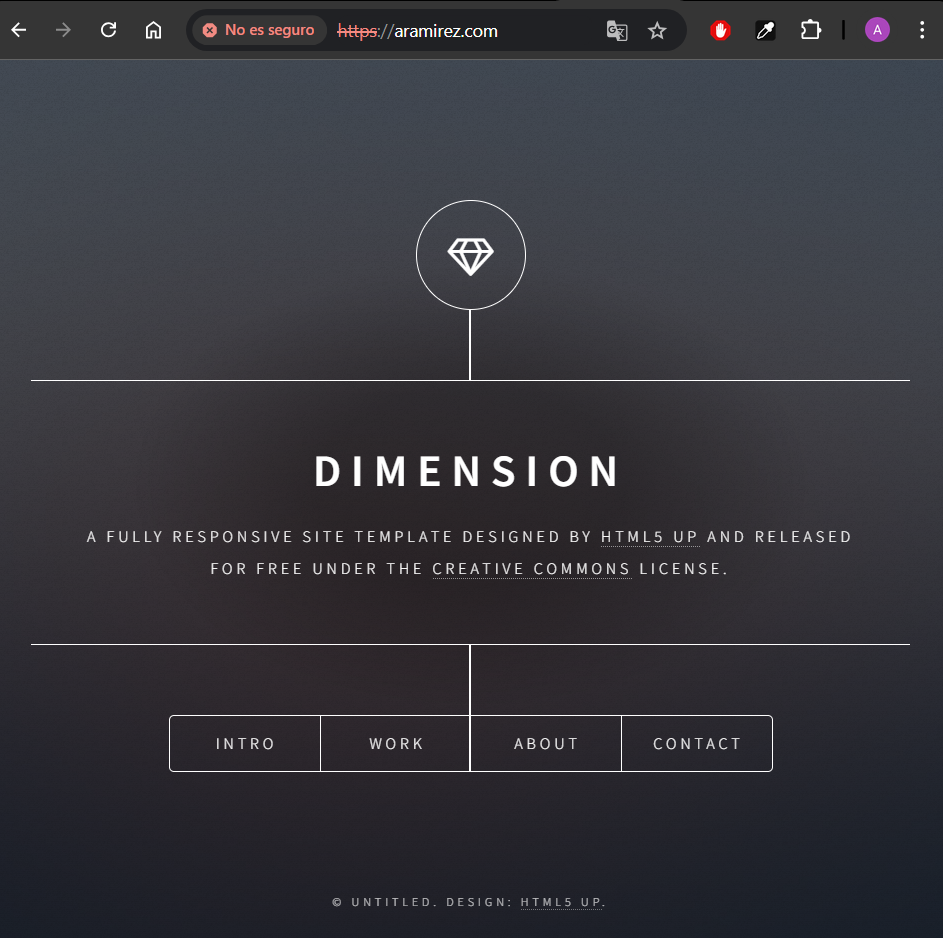 No es seguro https://aramirez.com A
DIMENSION
A FULLY RESPONSIVE SITE TEMPLATE DESIGNED BY HTML5 UP AND RELEASED
FOR FREE UNDER THE CREATIVE COMMONS LICENSE.
INTRO WORK ABOUT CONTACT
© UNTITLED. DESIGN: HTML5 UP.